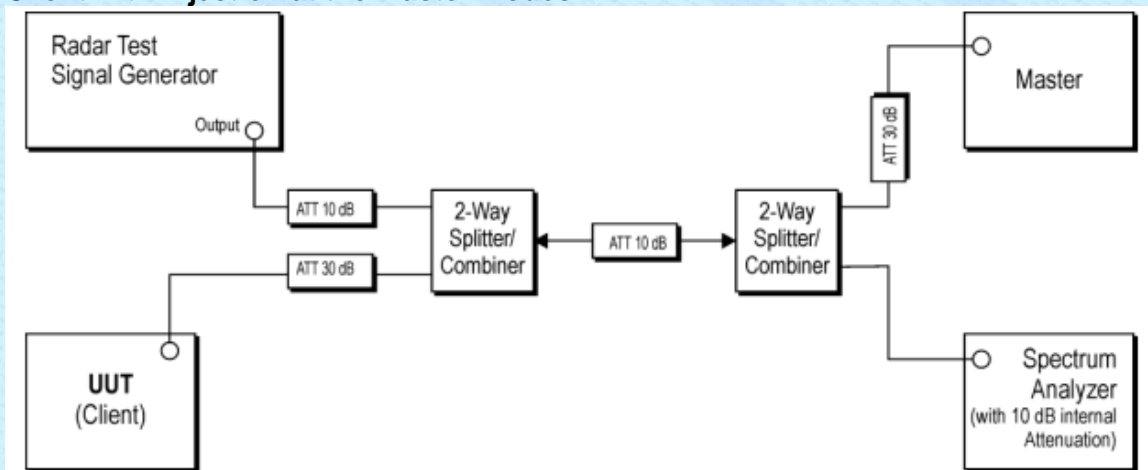 Radar Test
Signal Generator
Output
ATT 10 dB
ATT 30 dB
2-Way
Splitter/
Combiner
ATT 10 dB
2-Way
Splitter/
Combiner
ATT 30 dB
Master
UUT
(Client)
Spectrum
Analyzer
(with 10 dB internal
Attenuation)